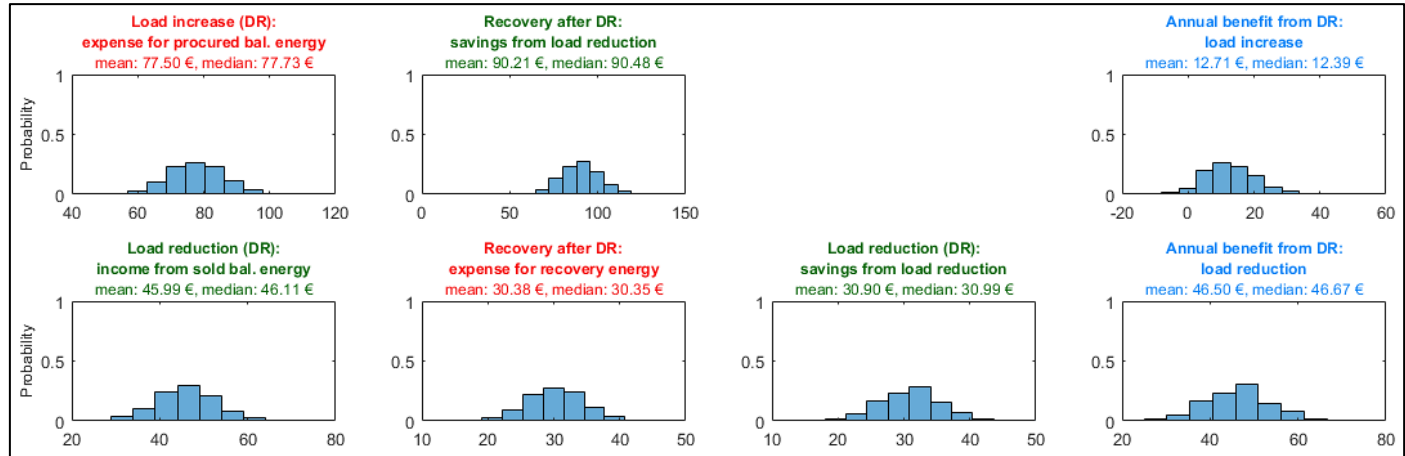 Load increase (DR):
expense for procured bal. energy
mean: 77.50 €, median: 77.73 €
Recovery after DR:
savings from load reduction
mean: 90.21 €, median: 90.48 €
Annual benefit from DR:
load increase
mean: 12.71 €, median: 12.39 €
Probability
1
0.5
0
40 60 80 100 120
1
0.5
0
0 50 100 150
1
0.5
0
-20 0 20 40 60
Load reduction (DR):
income from sold bal. energy
mean: 45.99 €, median: 46.11 €
Recovery after DR:
expense for recovery energy
mean: 30.38 €, median: 30.35 €
Load reduction (DR):
savings from load reduction
mean: 30.90 €, median: 30.99 €
Annual benefit from DR:
load reduction
mean: 46.50 €, median: 46.67 €
Probability
1
0.5
0
20 40 60 80
1
0.5
0
10 20 30 40 50
1
0.5
0
10 20 30 40 50
1
0.5
0
20 40 60 80